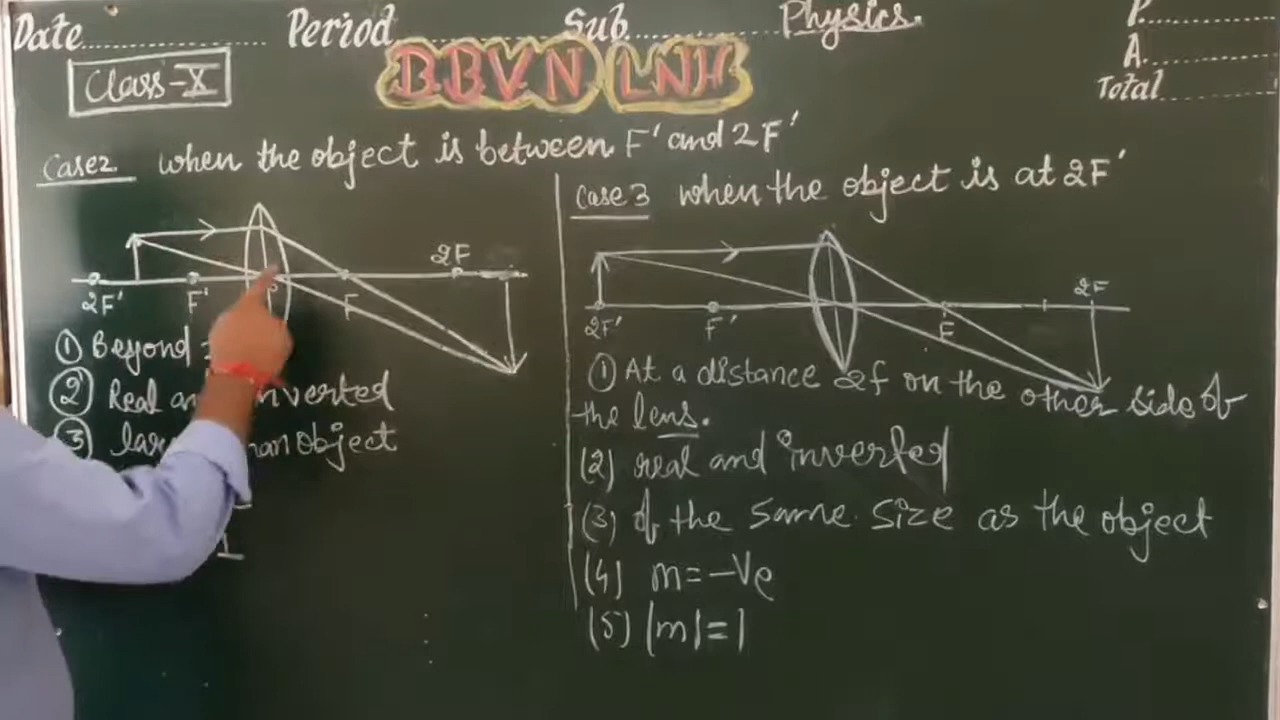 Date Period Sub Physics.
P.
A.
Total
Class-X
BBVN LNH
Case2 when the object is between F' and 2F'
2F' F' F 2F
① Beyond
② Real inverted
③ object
Case 3 when the object is at 2F'
2F' F' F 2F
① At a distance 2f on the other side of
the lens.
(2) real and inverted
(3) of the same size as the object
(4) m=-Ve
(5) |m|=1